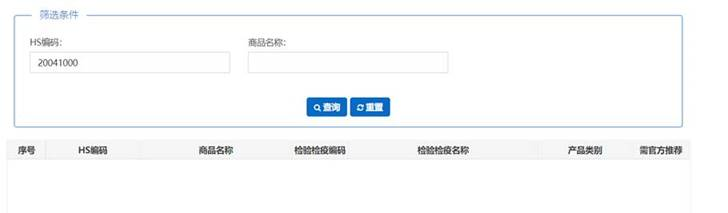 筛选条件
HS编码: 商品名称:
20041000
查询 重置
序号 HS编码 商品名称 检验检疫编码 检验检疫名称 产品类别 需官方推荐